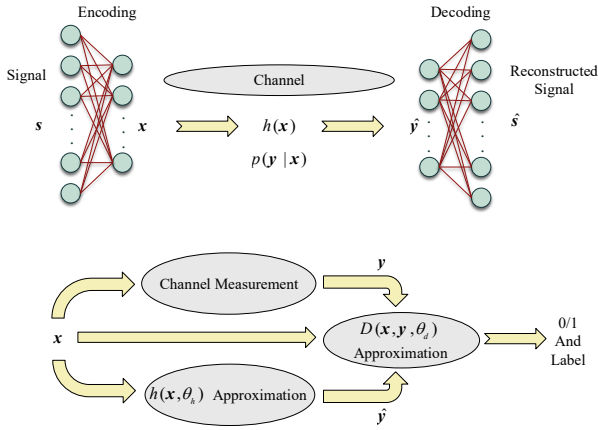 Encoding
Decoding
Signal
Channel
Reconstructed
Signal
s
x
h(x)
ŷ
ŝ
p(y | x)
Channel Measurement
y
x
D(x, y, θ_d)
Approximation
0/1
And
Label
h(x, θ_h) Approximation
ŷ